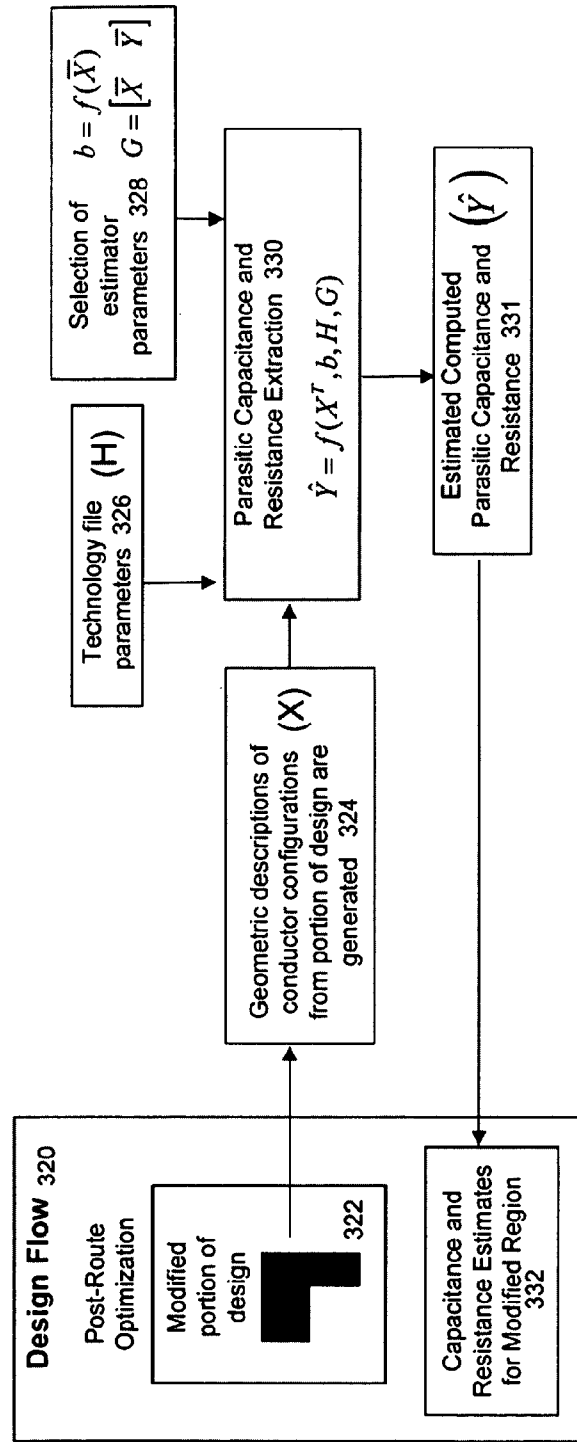 Design Flow 320
Post-Route
Optimization
Modified
portion of
design
322
Capacitance and
Resistance Estimates
for Modified Region
332
Geometric descriptions of
conductor configurations (X)
from portion of design are
generated 324
Technology file (H)
parameters 326
Selection of
estimator
parameters 328
b = f(X̅)
G = [X̅ Y̅]
Parasitic Capacitance and
Resistance Extraction 330
Ŷ = f(Xᵀ, b, H, G)
Estimated Computed
Parasitic Capacitance and (Ŷ)
Resistance 331